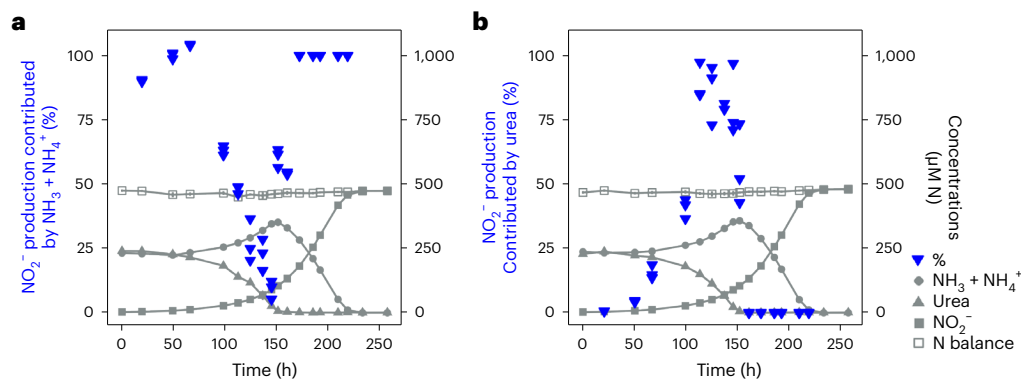 a
b
NO₂⁻ production contributed
by NH₃ + NH₄⁺ (%)
100
75
50
25
0
1,000
750
500
250
0
0
50
100
150
200
250
Time (h)
NO₂⁻ production
Contributed by urea (%)
100
75
50
25
0
1,000
750
500
250
0
0
50
100
150
200
250
Time (h)
Concentrations
(μM N)
%
NH₃ + NH₄⁺
Urea
NO₂⁻
N balance